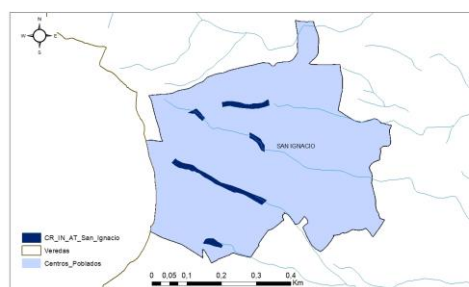 N
W E
S
SAN IGNACIO
CR_IN_AT_San_Ignacio
Veredas
Centros_Poblados
0 0,05 0,1 0,2 0,3 0,4
Km